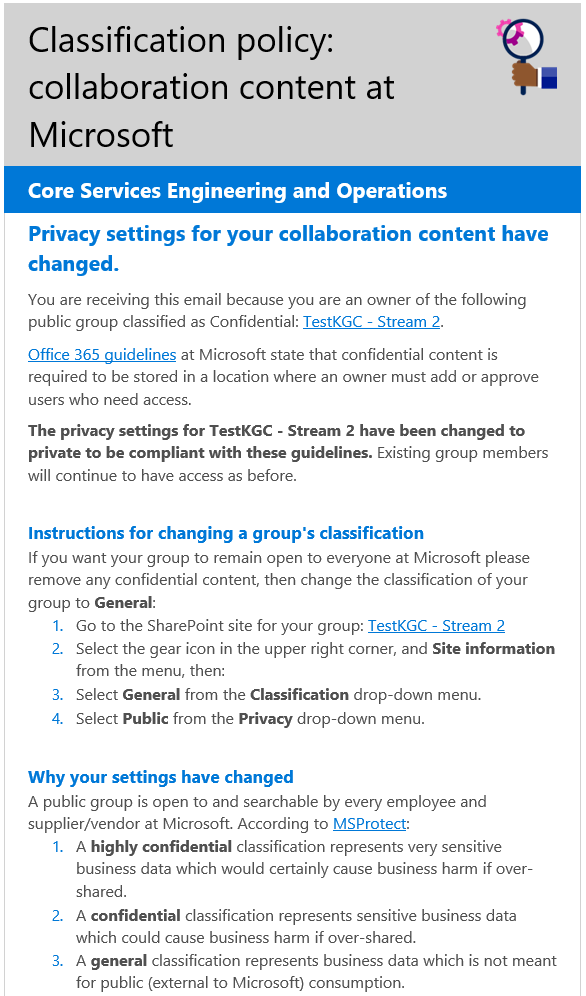 Classification policy:
collaboration content at
Microsoft
Core Services Engineering and Operations
Privacy settings for your collaboration content have
changed.
You are receiving this email because you are an owner of the following
public group classified as Confidential: TestKGC - Stream 2.
Office 365 guidelines at Microsoft state that confidential content is
required to be stored in a location where an owner must add or approve
users who need access.
The privacy settings for TestKGC - Stream 2 have been changed to
private to be compliant with these guidelines. Existing group members
will continue to have access as before.
Instructions for changing a group's classification
If you want your group to remain open to everyone at Microsoft please
remove any confidential content, then change the classification of your
group to General:
1. Go to the SharePoint site for your group: TestKGC - Stream 2
2. Select the gear icon in the upper right corner, and Site information
from the menu, then:
3. Select General from the Classification drop-down menu.
4. Select Public from the Privacy drop-down menu.
Why your settings have changed
A public group is open to and searchable by every employee and
supplier/vendor at Microsoft. According to MSProtect:
1. A highly confidential classification represents very sensitive
business data which would certainly cause business harm if over-
shared.
2. A confidential classification represents sensitive business data
which could cause business harm if over-shared.
3. A general classification represents business data which is not meant
for public (external to Microsoft) consumption.